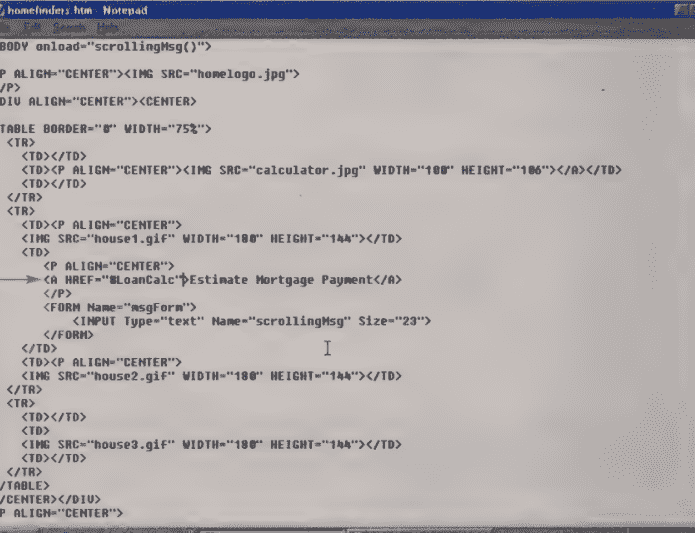 homefinders.htm - Notepad
Edit Search Help
BODY onload="scrollingMsg()">
P ALIGN="CENTER"><IMG SRC="homelogo.jpg">
/P>
DIV ALIGN="CENTER"><CENTER>
TABLE BORDER="0" WIDTH="75%">
<TR>
<TD></TD>
<TD><P ALIGN="CENTER"><IMG SRC="calculator.jpg" WIDTH="100" HEIGHT="106"></A></TD>
<TD></TD>
</TR>
<TR>
<TD><P ALIGN="CENTER">
<IMG SRC="house1.gif" WIDTH="180" HEIGHT="144"></TD>
<TD>
<P ALIGN="CENTER">
<A HREF="#LoanCalc">Estimate Mortgage Payment</A>
</P>
<FORM Name="msgForm">
<INPUT Type="text" Name="scrollingMsg" Size="23">
</FORM>
</TD>
<TD><P ALIGN="CENTER">
<IMG SRC="house2.gif" WIDTH="180" HEIGHT="144"></TD>
</TR>
<TR>
<TD></TD>
<TD>
<IMG SRC="house3.gif" WIDTH="180" HEIGHT="144"></TD>
<TD></TD>
</TR>
/TABLE>
/CENTER></DIV>
P ALIGN="CENTER">